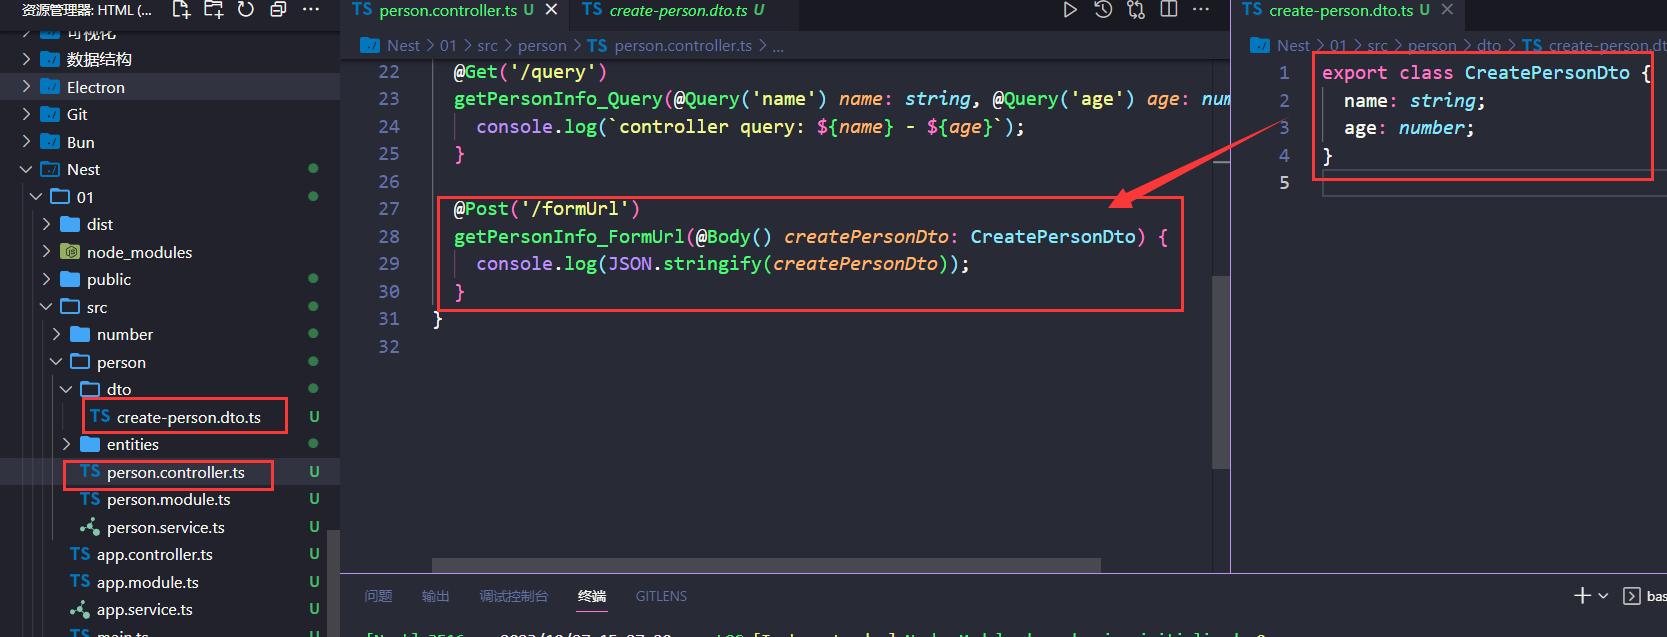 资源管理器: HTML (...
可视化
数据结构
Electron
Git
Bun
Nest
01
dist
node_modules
public
src
number
person
dto
TS create-person.dto.ts U
entities
TS person.controller.ts U
TS person.module.ts U
person.service.ts U
TS app.controller.ts U
TS app.module.ts U
app.service.ts U
TS main.ts U
TS person.controller.ts U
TS create-person.dto.ts U
Nest > 01 > src > person > TS person.controller.ts > ...
22 @Get('/query')
23 getPersonInfo_Query(@Query('name') name: string, @Query('age') age: num
24 console.log(`controller query: ${name} - ${age}`);
25 }
26
27 @Post('/formUrl')
28 getPersonInfo_FormUrl(@Body() createPersonDto: CreatePersonDto) {
29 console.log(JSON.stringify(createPersonDto));
30 }
31 }
32
TS create-person.dto.ts U
Nest > 01 > src > person > dto > TS create-person.dt
1 export class CreatePersonDto {
2 name: string;
3 age: number;
4 }
5
问题 输出 调试控制台 终端 GITLENS
bas